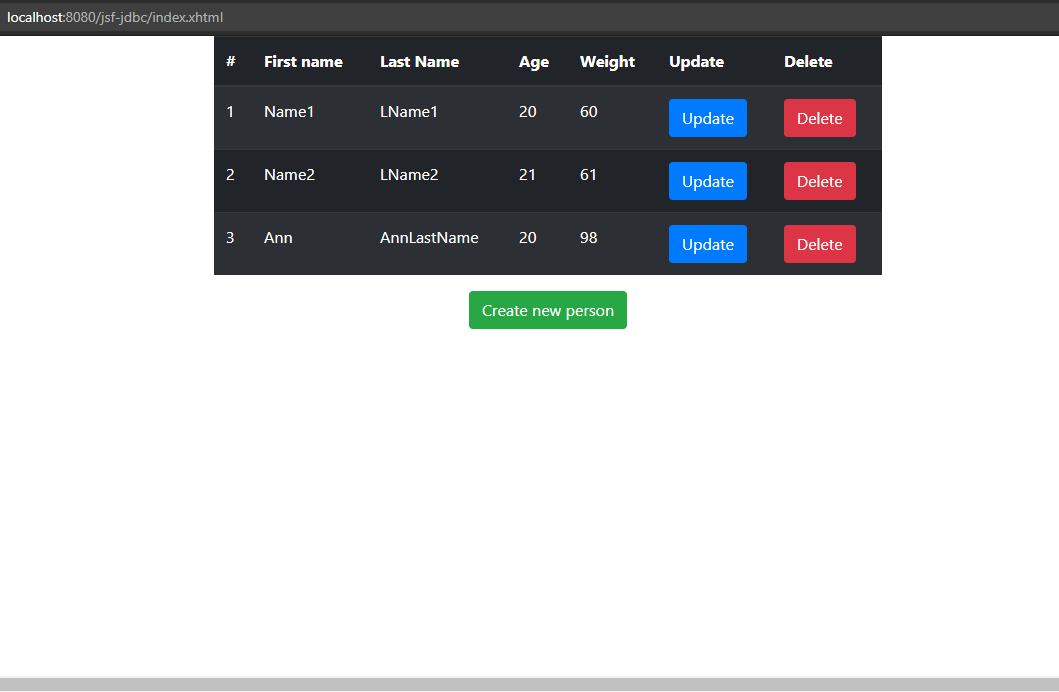 localhost:8080/jsf-jdbc/index.xhtml
# First name Last Name Age Weight Update Delete
1 Name1 LName1 20 60 Update Delete
2 Name2 LName2 21 61 Update Delete
3 Ann AnnLastName 20 98 Update Delete
Create new person